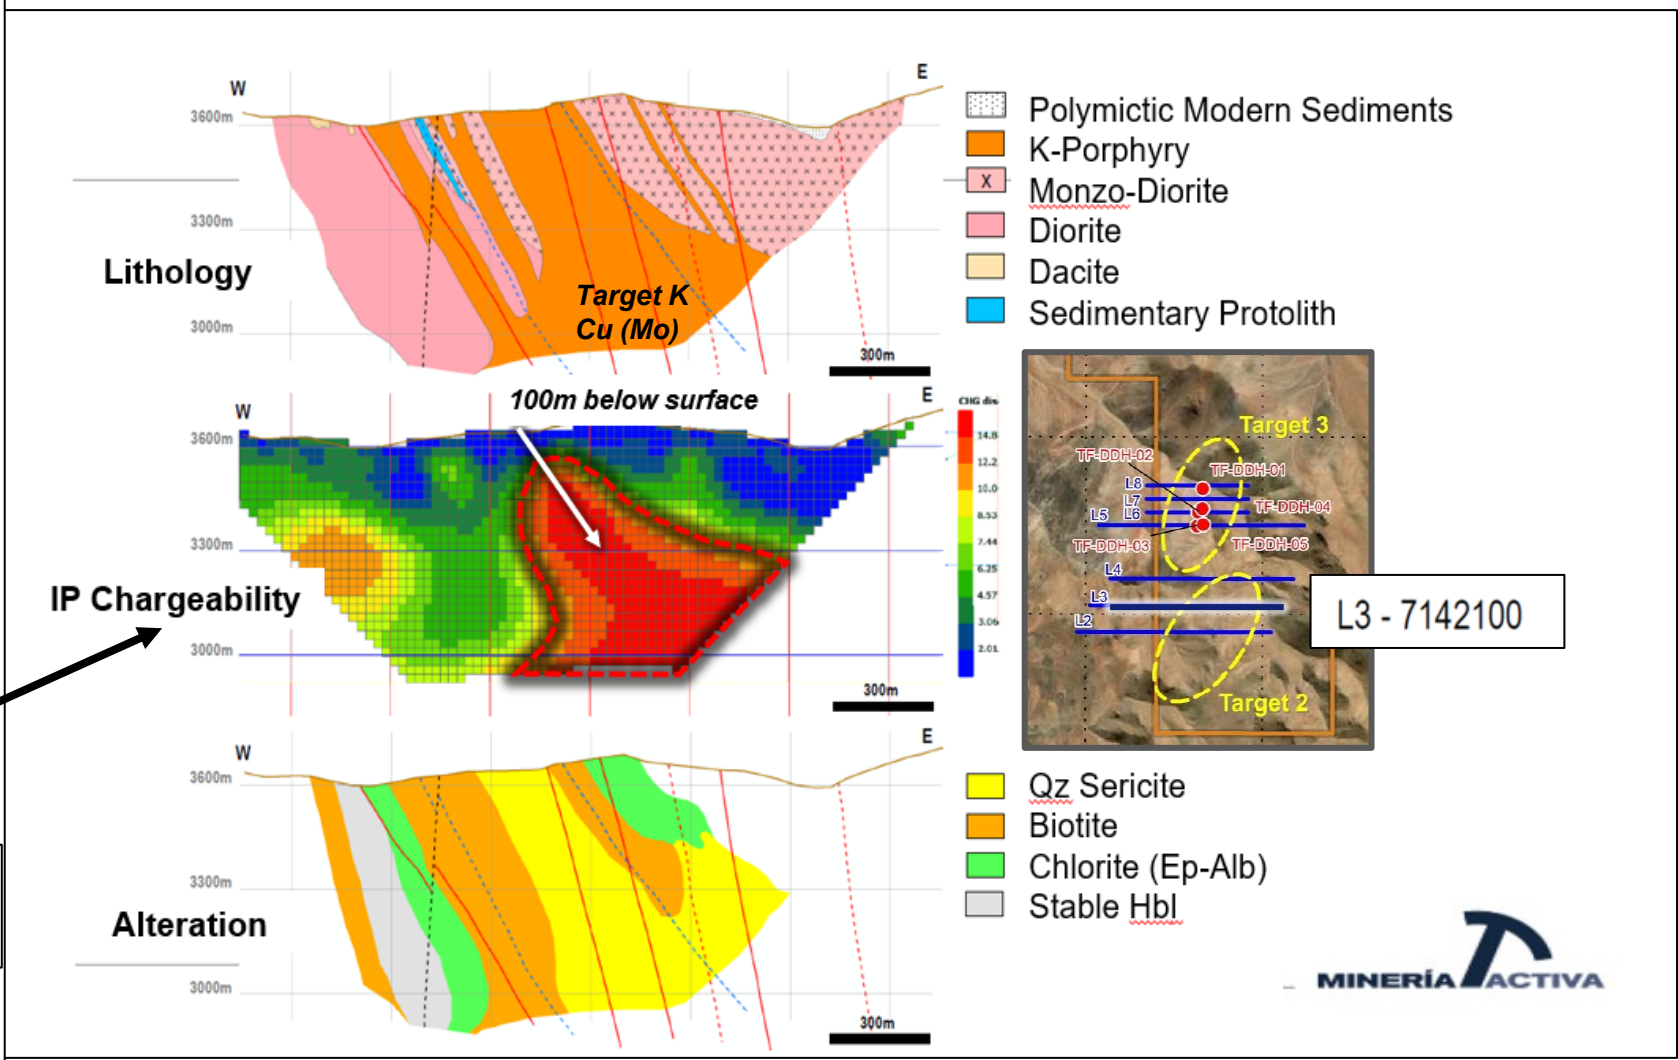 W
E
3600m
3300m
3000m
Lithology
Target K
Cu (Mo)
300m
Polymictic Modern Sediments
K-Porphyry
X
Monzo-Diorite
Diorite
Dacite
Sedimentary Protolith
100m below surface
W
E
3600m
3300m
3000m
IP Chargeability
300m
CHG dis
14.8
12.2
10.0
8.53
7.44
6.25
4.57
3.06
2.01
Target 3
TF-DDH-02
TF-DDH-01
L8
L7
L6
L5
TF-DDH-04
TF-DDH-03
TF-DDH-05
L4
L3
L2
Target 2
L3 - 7142100
W
E
3600m
3300m
3000m
Alteration
300m
Qz Sericite
Biotite
Chlorite (Ep-Alb)
Stable Hbl
MINERÍA ACTIVA